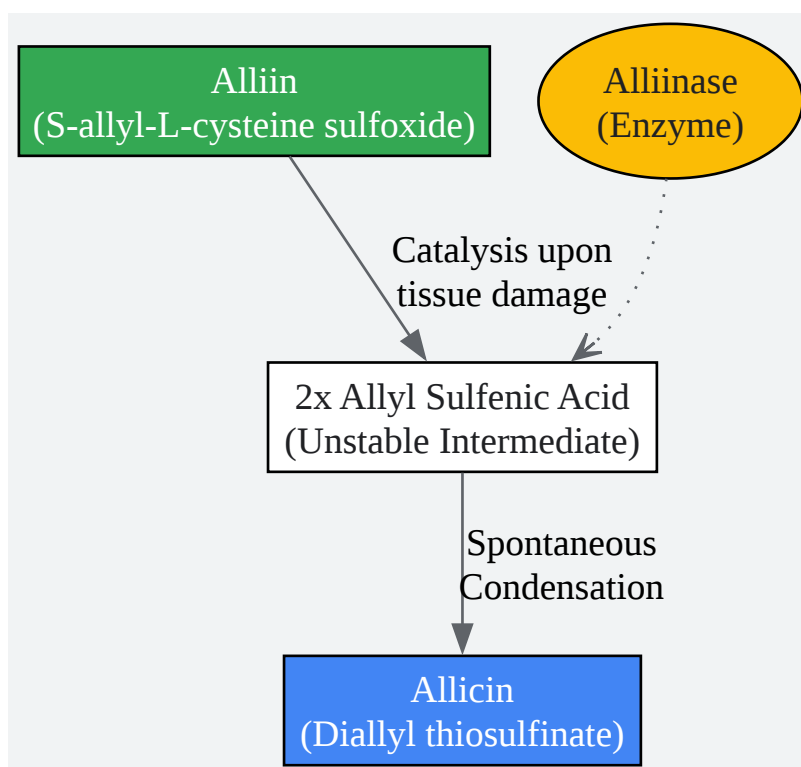 Alliin
(S-allyl-L-cysteine sulfoxide)
Alliinase
(Enzyme)
Catalysis upon
tissue damage
2x Allyl Sulfenic Acid
(Unstable Intermediate)
Spontaneous
Condensation
Allicin
(Diallyl thiosulfinate)